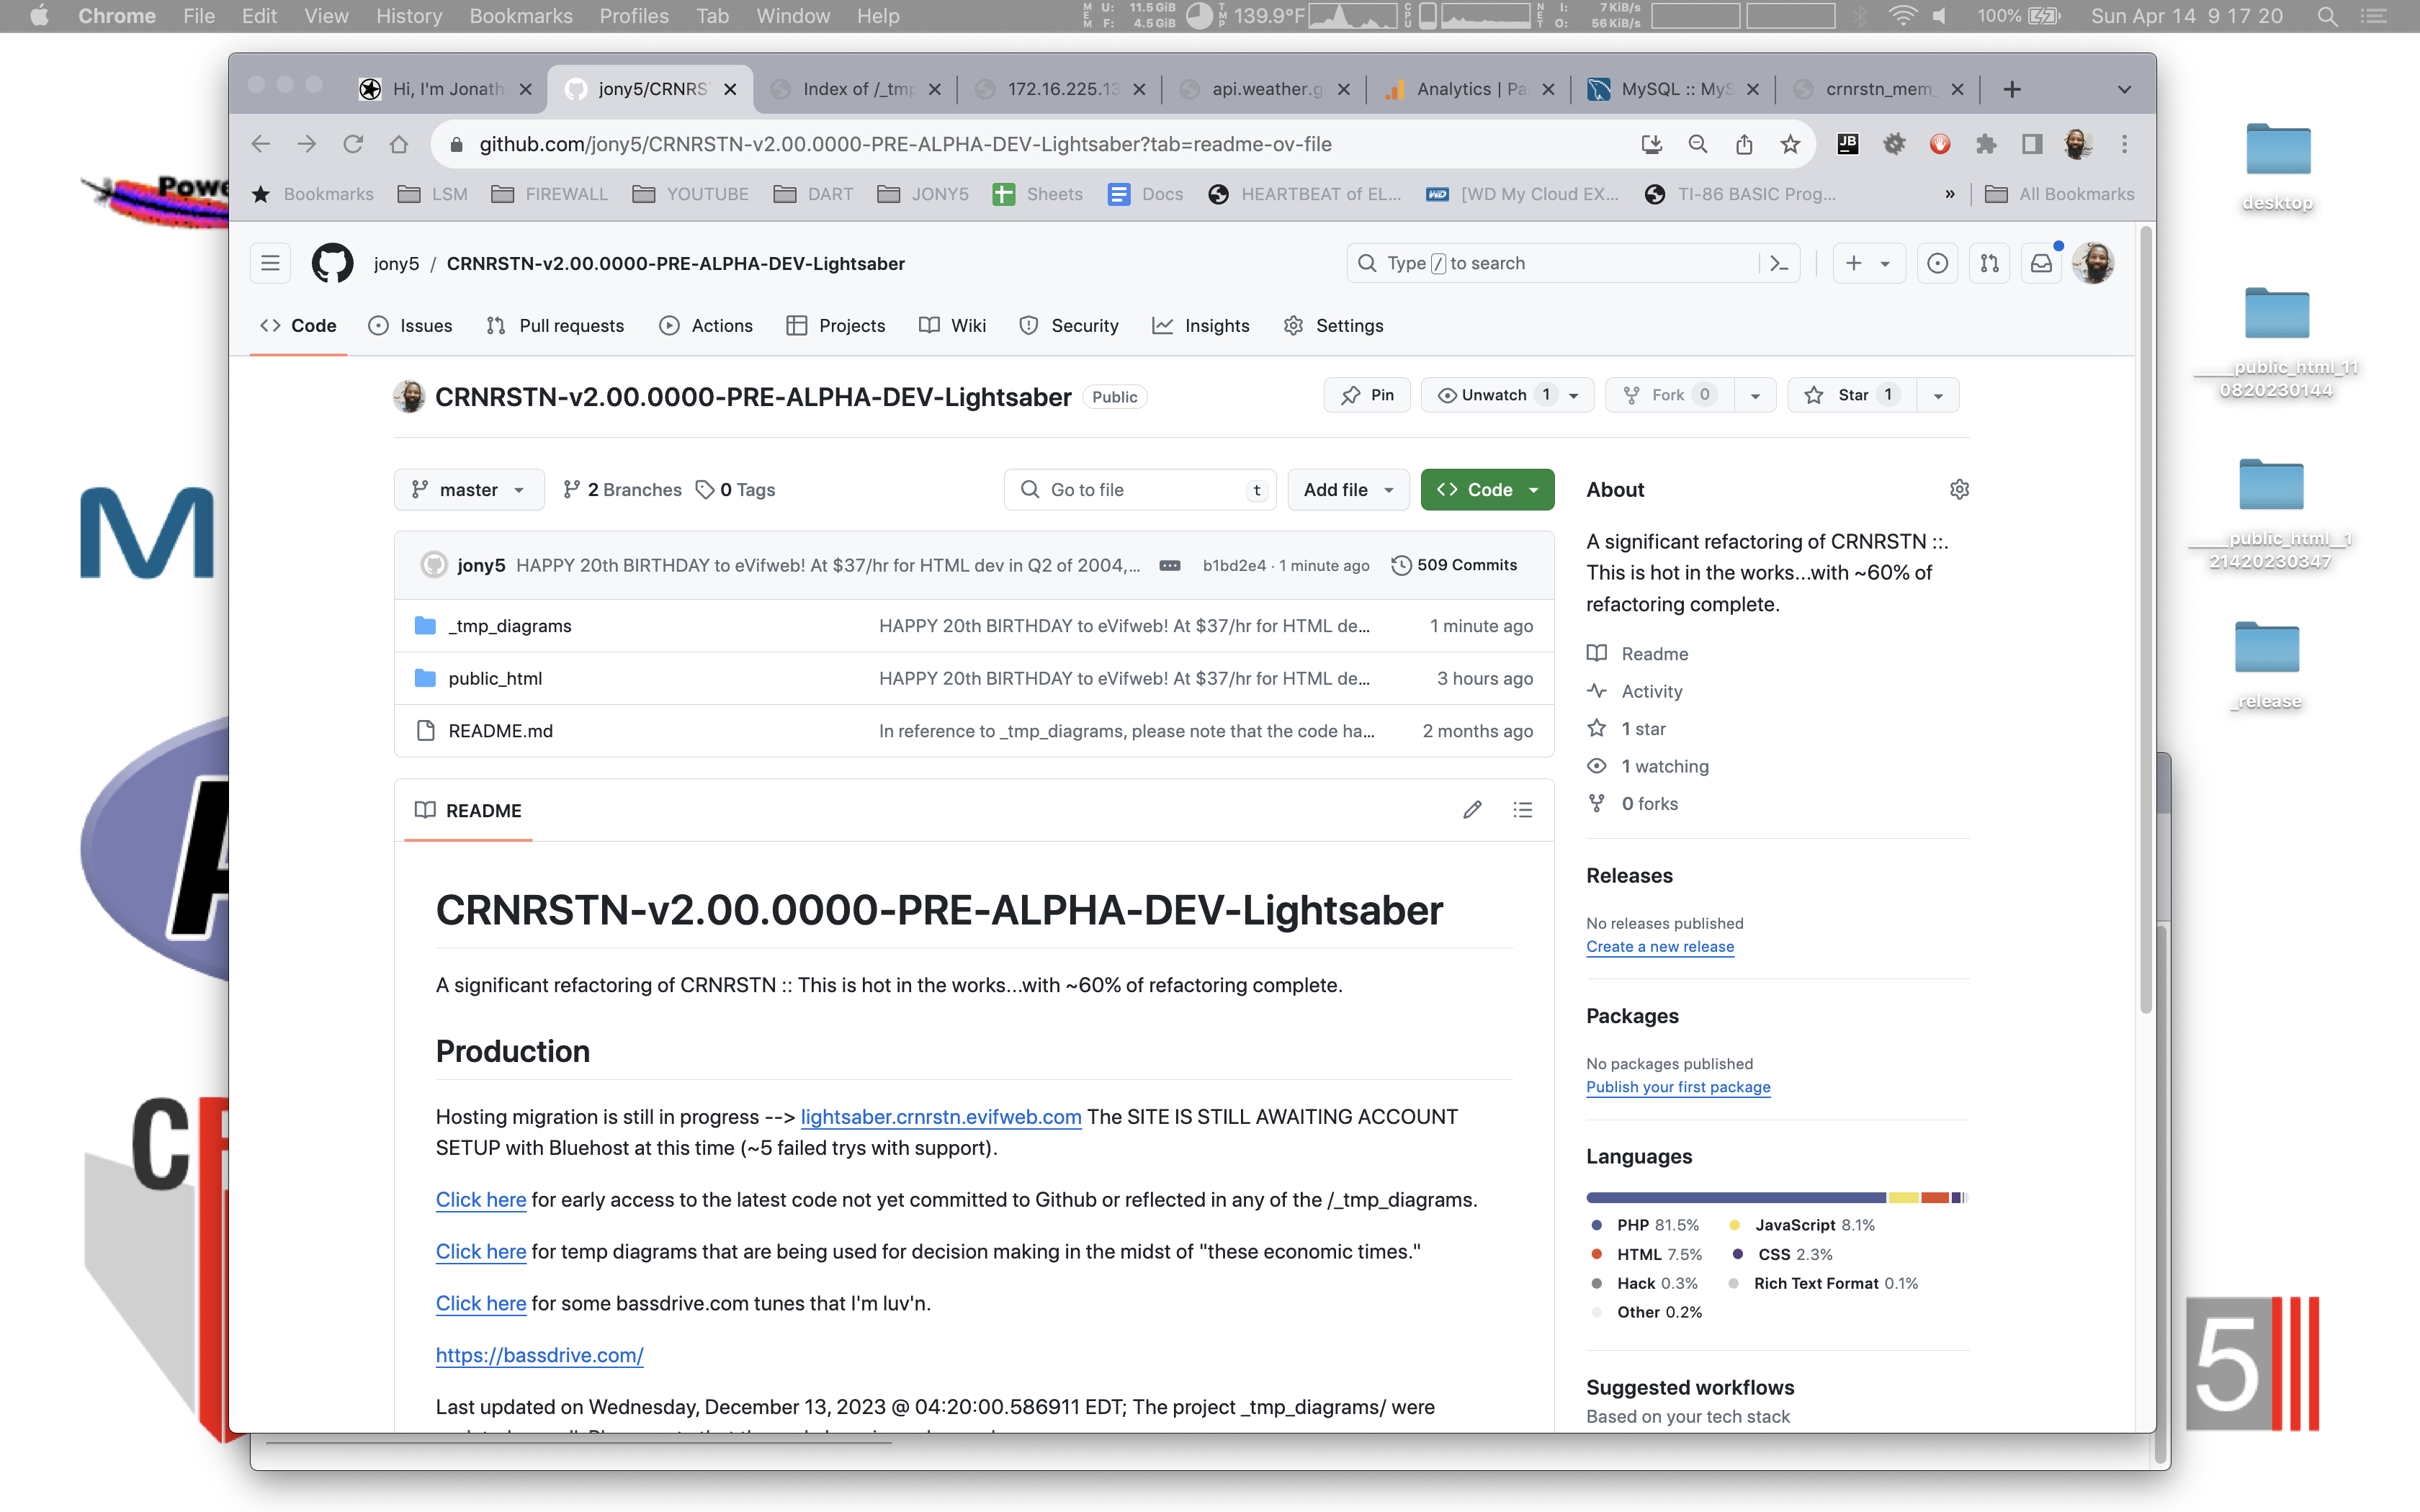 Chrome File Edit View History Bookmarks Profiles Tab Window Help
MEM U: 11.5 GiB F: 4.5 GiB TMP 139.9°F CPU NET I: 7 KiB/s O: 56 KiB/s 100% Sun Apr 14 9 17 20
Hi, I'm Jonath jony5/CRNRS Index of /_tmp 172.16.225.13 api.weather.g Analytics | Pa MySQL :: MyS crnrstn_mem_
github.com/jony5/CRNRSTN-v2.00.0000-PRE-ALPHA-DEV-Lightsaber?tab=readme-ov-file JB
Bookmarks LSM FIREWALL YOUTUBE DART JONY5 Sheets Docs HEARTBEAT of EL... WD [WD My Cloud EX... TI-86 BASIC Prog... » All Bookmarks
jony5 / CRNRSTN-v2.00.0000-PRE-ALPHA-DEV-Lightsaber
Type / to search
Code Issues Pull requests Actions Projects Wiki Security Insights Settings
CRNRSTN-v2.00.0000-PRE-ALPHA-DEV-Lightsaber Public
Pin Unwatch 1 Fork 0 Star 1
master 2 Branches 0 Tags Go to file t Add file Code
jony5 HAPPY 20th BIRTHDAY to eVifweb! At $37/hr for HTML dev in Q2 of 2004,... b1bd2e4 · 1 minute ago 509 Commits
_tmp_diagrams HAPPY 20th BIRTHDAY to eVifweb! At $37/hr for HTML de... 1 minute ago
public_html HAPPY 20th BIRTHDAY to eVifweb! At $37/hr for HTML de... 3 hours ago
README.md In reference to _tmp_diagrams, please note that the code ha... 2 months ago
README
CRNRSTN-v2.00.0000-PRE-ALPHA-DEV-Lightsaber
A significant refactoring of CRNRSTN :: This is hot in the works...with ~60% of refactoring complete.
Production
Hosting migration is still in progress --> lightsaber.crnrstn.evifweb.com The SITE IS STILL AWAITING ACCOUNT
SETUP with Bluehost at this time (~5 failed trys with support).
Click here for early access to the latest code not yet committed to Github or reflected in any of the /_tmp_diagrams.
Click here for temp diagrams that are being used for decision making in the midst of "these economic times."
Click here for some bassdrive.com tunes that I'm luv'n.
https://bassdrive.com/
Last updated on Wednesday, December 13, 2023 @ 04:20:00.586911 EDT; The project _tmp_diagrams/ were
About
A significant refactoring of CRNRSTN ::.
This is hot in the works...with ~60% of
refactoring complete.
Readme
Activity
1 star
1 watching
0 forks
Releases
No releases published
Create a new release
Packages
No packages published
Publish your first package
Languages
PHP 81.5% JavaScript 8.1%
HTML 7.5% CSS 2.3%
Hack 0.3% Rich Text Format 0.1%
Other 0.2%
Suggested workflows
Based on your tech stack
desktop
_____public_html_11
0820230144
_____public_html__1
21420230347
_release
Powe
M
C
5